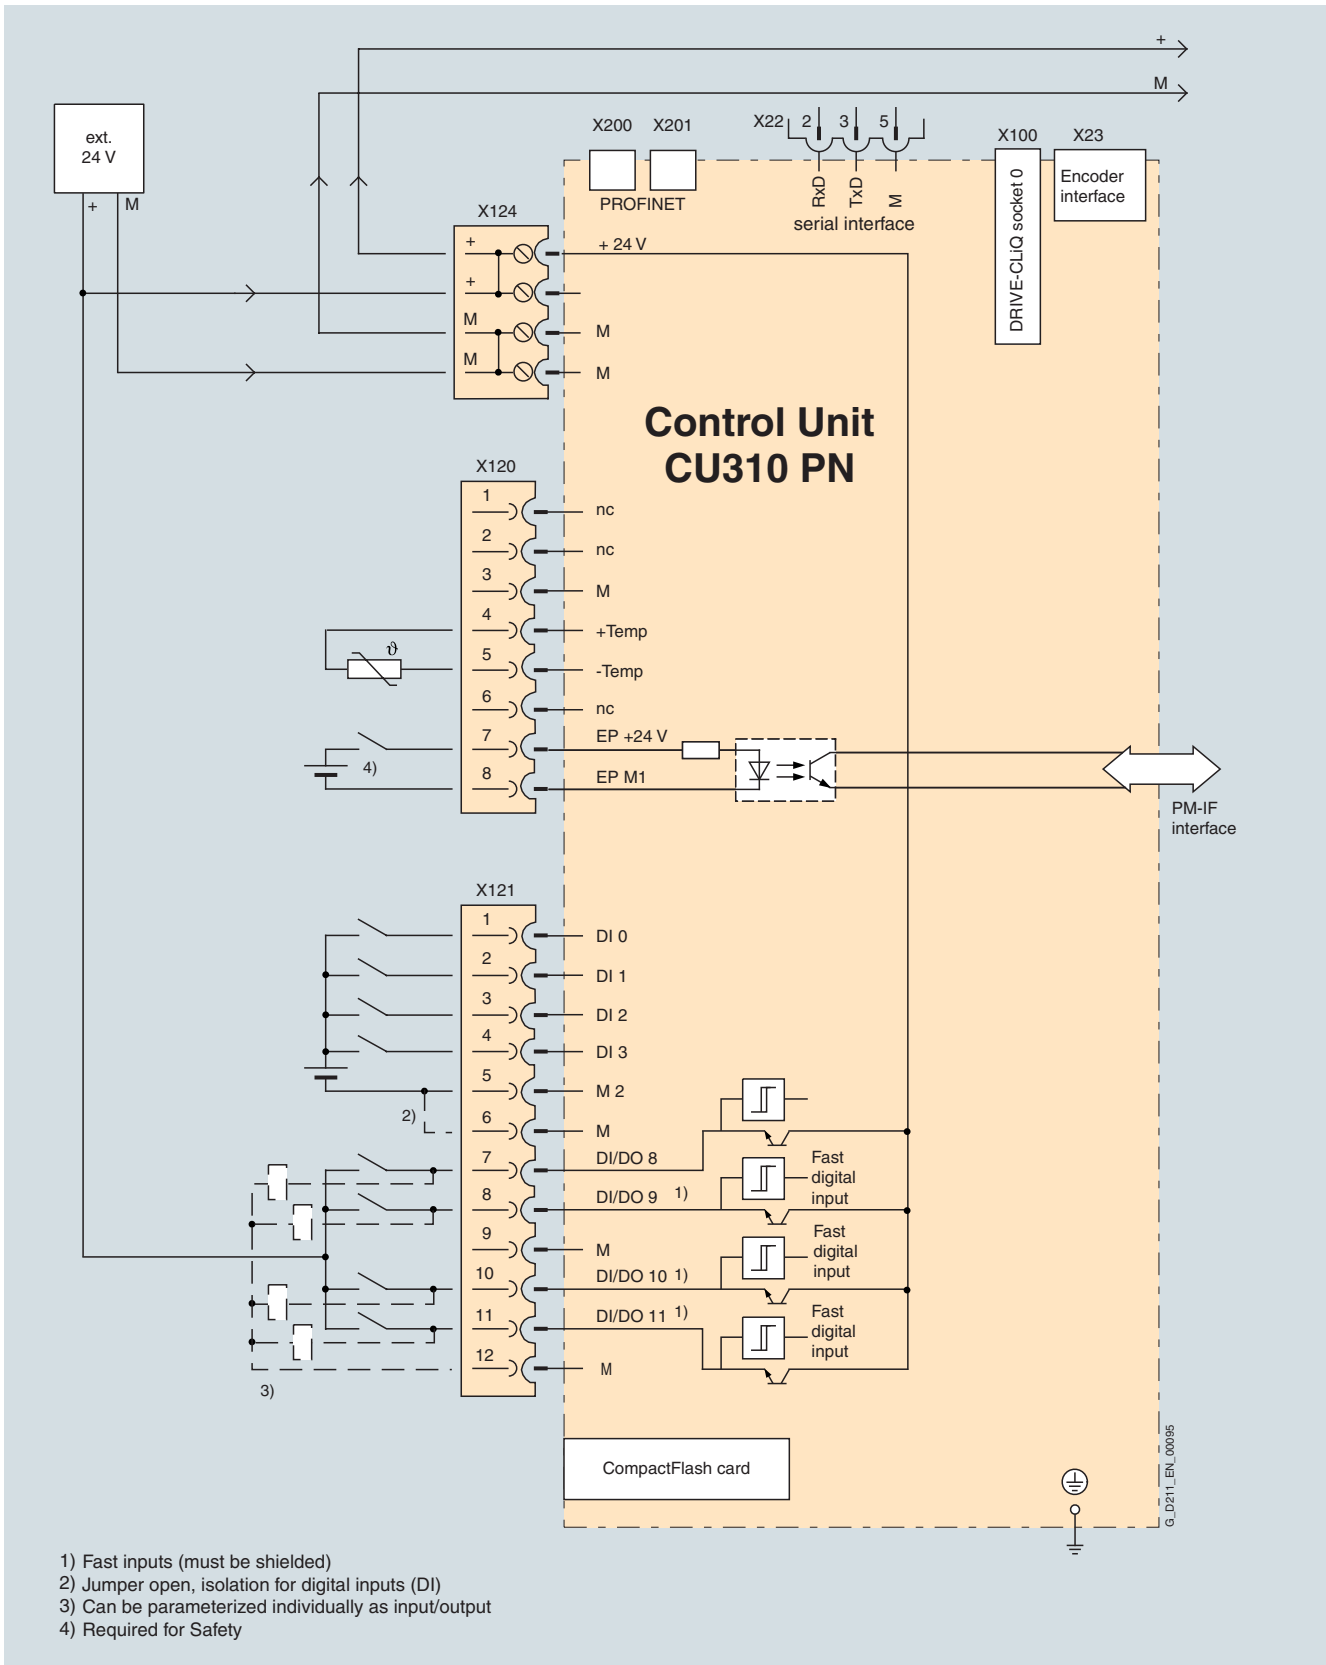 +
M
ext.
24 V
+ M
X200 X201
PROFINET
X22 2 3 5
RxD
TxD
M
serial interface
X100
DRIVE-CLiQ socket 0
X23
Encoder
interface
X124
+ + 24 V
+
M M
M M
Control Unit
CU310 PN
X120
1 nc
2 nc
3 M
4 +Temp
ϑ
5 -Temp
6 nc
7 EP +24 V
4)
8 EP M1
PM-IF
interface
X121
1 DI 0
2 DI 1
3 DI 2
4 DI 3
5 M 2
2)
6 M
7 DI/DO 8
Fast
digital
input
8 DI/DO 9 1)
9 M
Fast
digital
input
10 DI/DO 10 1)
11 DI/DO 11 1)
Fast
digital
input
12 M
3)
CompactFlash card
G_D211_EN_00095
1) Fast inputs (must be shielded)
2) Jumper open, isolation for digital inputs (DI)
3) Can be parameterized individually as input/output
4) Required for Safety